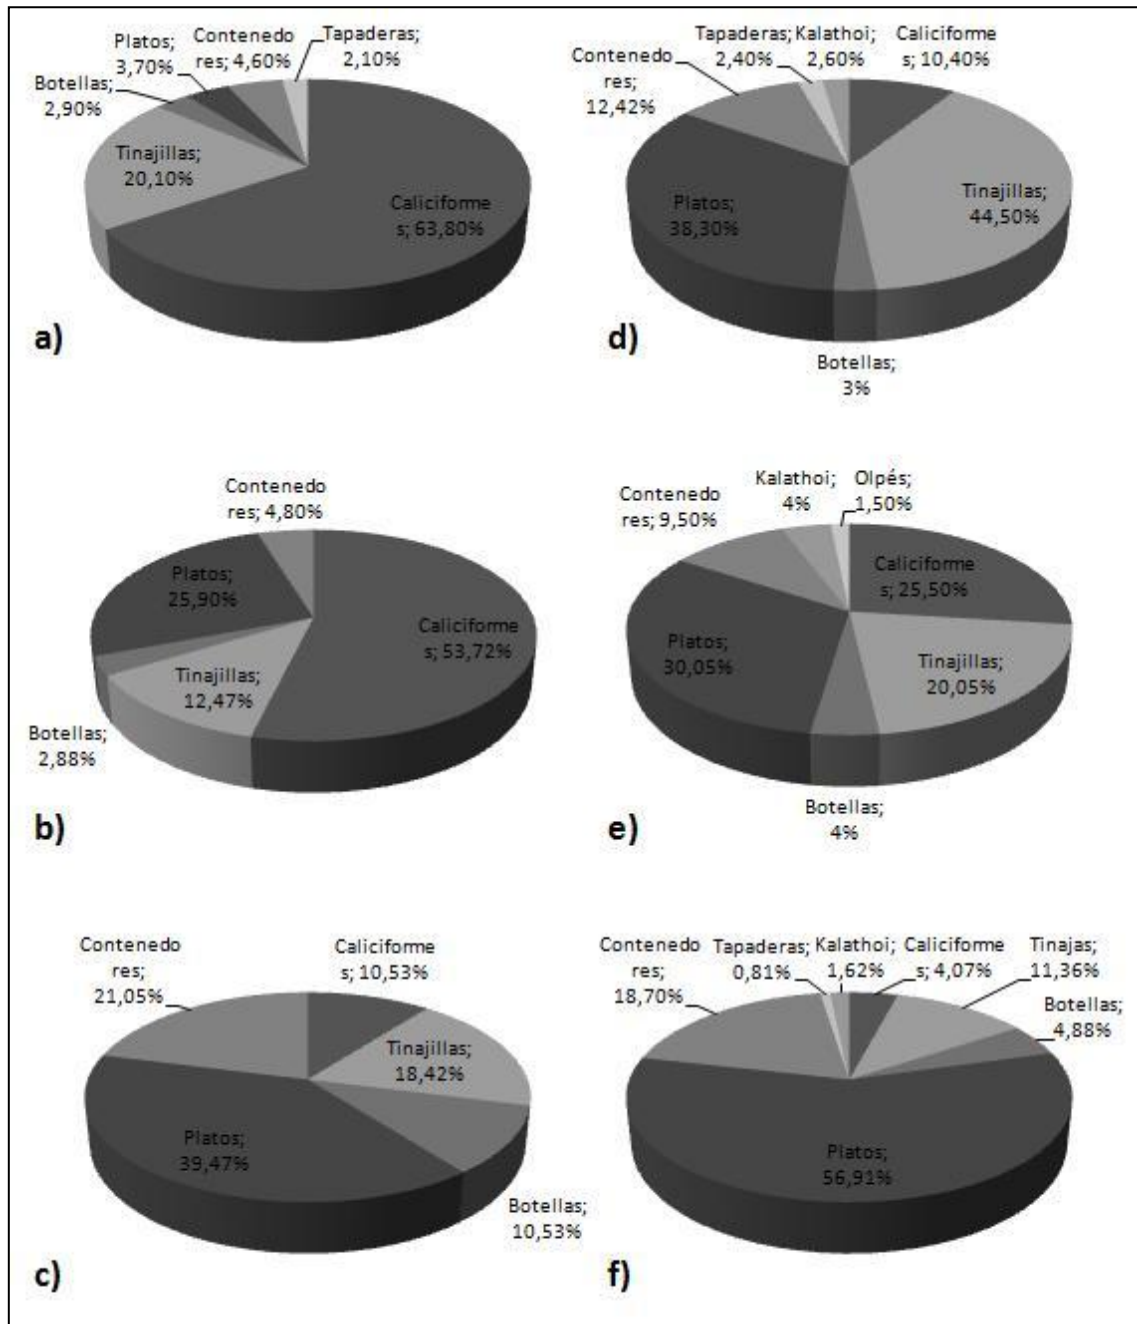 Platos;
3,70%
Contenedo
res; 4,60%
Tapaderas;
2,10%
Botellas;
2,90%
Tinajillas;
20,10%
Caliciforme
s; 63,80%
a)
Tapaderas;
2,40%
Kalathoi;
2,60%
Caliciforme
s; 10,40%
Contenedo
res;
12,42%
Tinajillas;
44,50%
Platos;
38,30%
Botellas;
3%
d)
Contenedo
res; 4,80%
Platos;
25,90%
Caliciforme
s; 53,72%
Tinajillas;
12,47%
Botellas;
2,88%
b)
Contenedo
res; 9,50%
Kalathoi;
4%
Olpés;
1,50%
Caliciforme
s; 25,50%
Platos;
30,05%
Tinajillas;
20,05%
Botellas;
4%
e)
Contenedo
res;
21,05%
Caliciforme
s; 10,53%
Tinajillas;
18,42%
Platos;
39,47%
Botellas;
10,53%
c)
Contenedo
res;
18,70%
Tapaderas;
0,81%
Kalathoi;
1,62%
Caliciforme
s; 4,07%
Tinajas;
11,36%
Botellas;
4,88%
Platos;
56,91%
f)